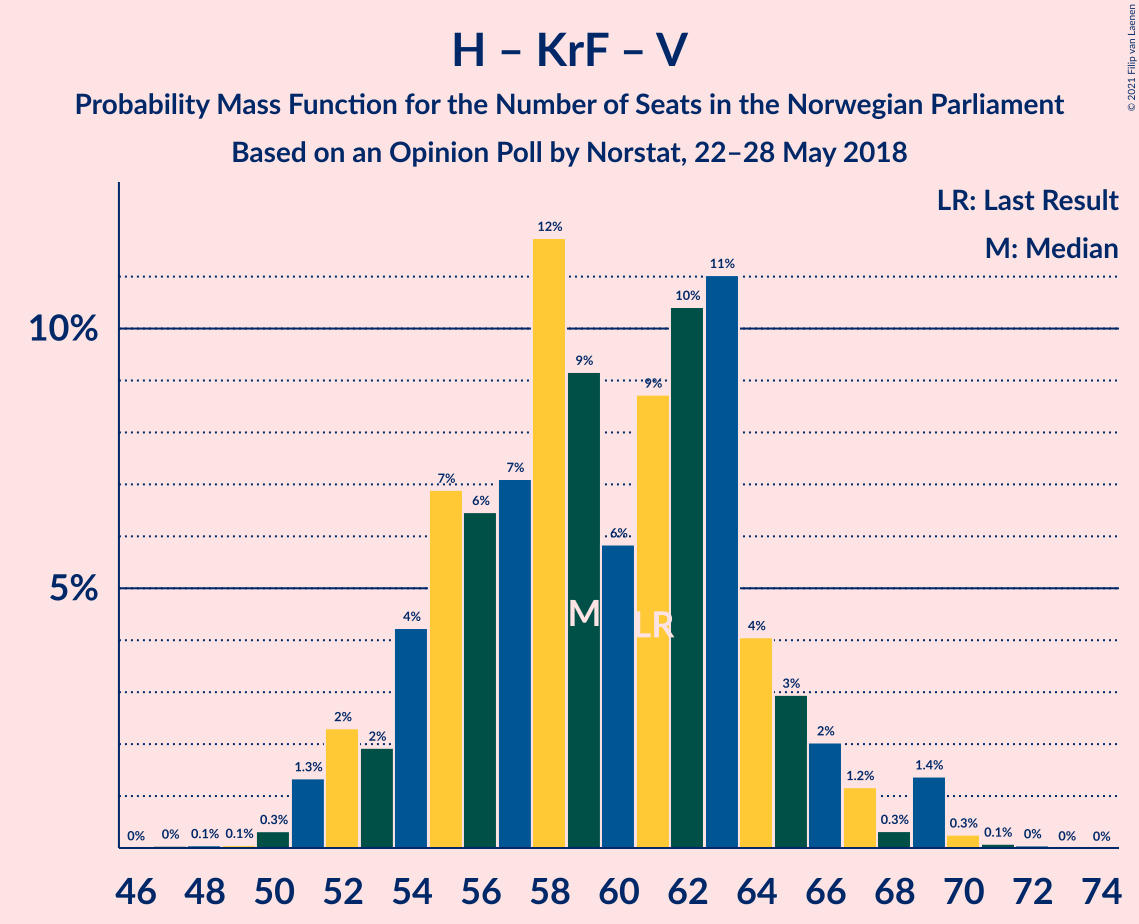 H – KrF – V
Probability Mass Function for the Number of Seats in the Norwegian Parliament
Based on an Opinion Poll by Norstat, 22–28 May 2018
© 2021 Filip van Laenen
LR: Last Result
M: Median
10%
5%
0% 0% 0.1% 0.1% 0.3% 1.3% 2% 2% 4% 7% 6% 7% 12% 9% 6% 9% 10% 11% 4% 3% 2% 1.2% 0.3% 1.4% 0.3% 0.1% 0% 0% 0%
M LR
46 48 50 52 54 56 58 60 62 64 66 68 70 72 74